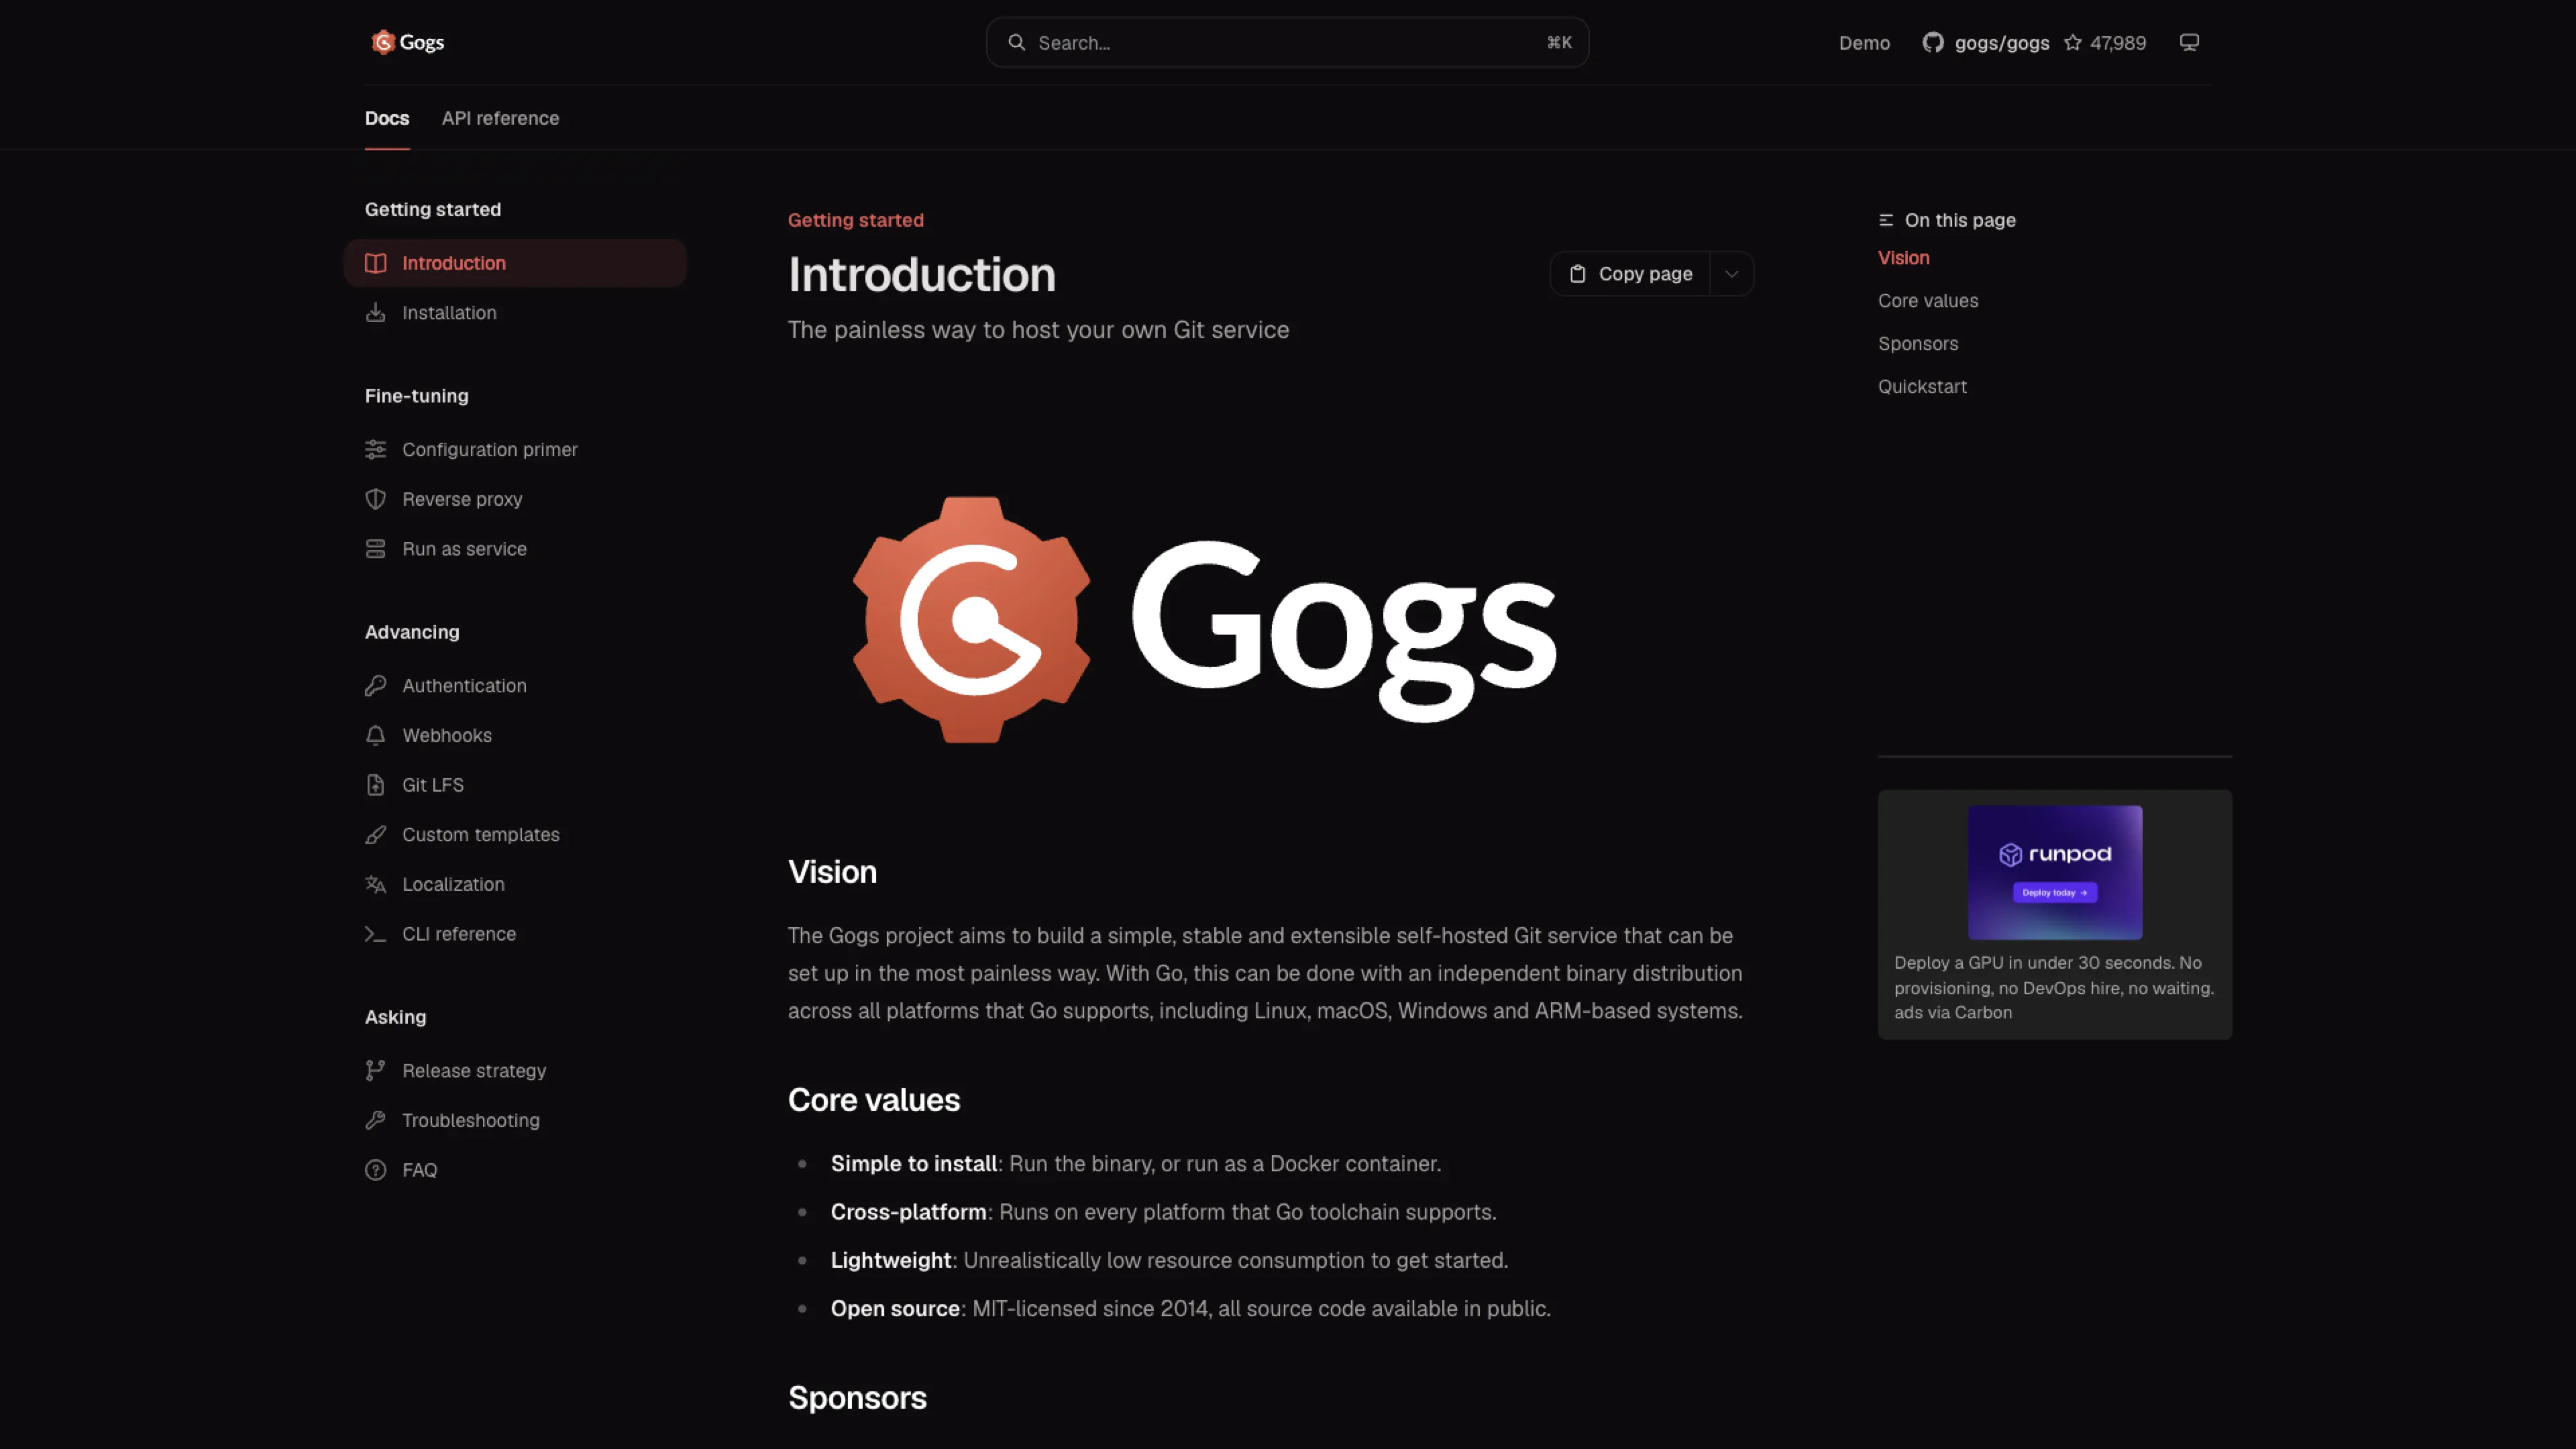 Gogs
Search...
⌘K
Demo
gogs/gogs
47,989
Docs
API reference
Getting started
Introduction
Installation
Fine-tuning
Configuration primer
Reverse proxy
Run as service
Advancing
Authentication
Webhooks
Git LFS
Custom templates
Localization
CLI reference
Asking
Release strategy
Troubleshooting
FAQ
Getting started
Introduction
Copy page
The painless way to host your own Git service
Gogs
Vision
The Gogs project aims to build a simple, stable and extensible self-hosted Git service that can be
set up in the most painless way. With Go, this can be done with an independent binary distribution
across all platforms that Go supports, including Linux, macOS, Windows and ARM-based systems.
Core values
Simple to install: Run the binary, or run as a Docker container.
Cross-platform: Runs on every platform that Go toolchain supports.
Lightweight: Unrealistically low resource consumption to get started.
Open source: MIT-licensed since 2014, all source code available in public.
Sponsors
On this page
Vision
Core values
Sponsors
Quickstart
runpod
Deploy today →
Deploy a GPU in under 30 seconds. No
provisioning, no DevOps hire, no waiting.
ads via Carbon